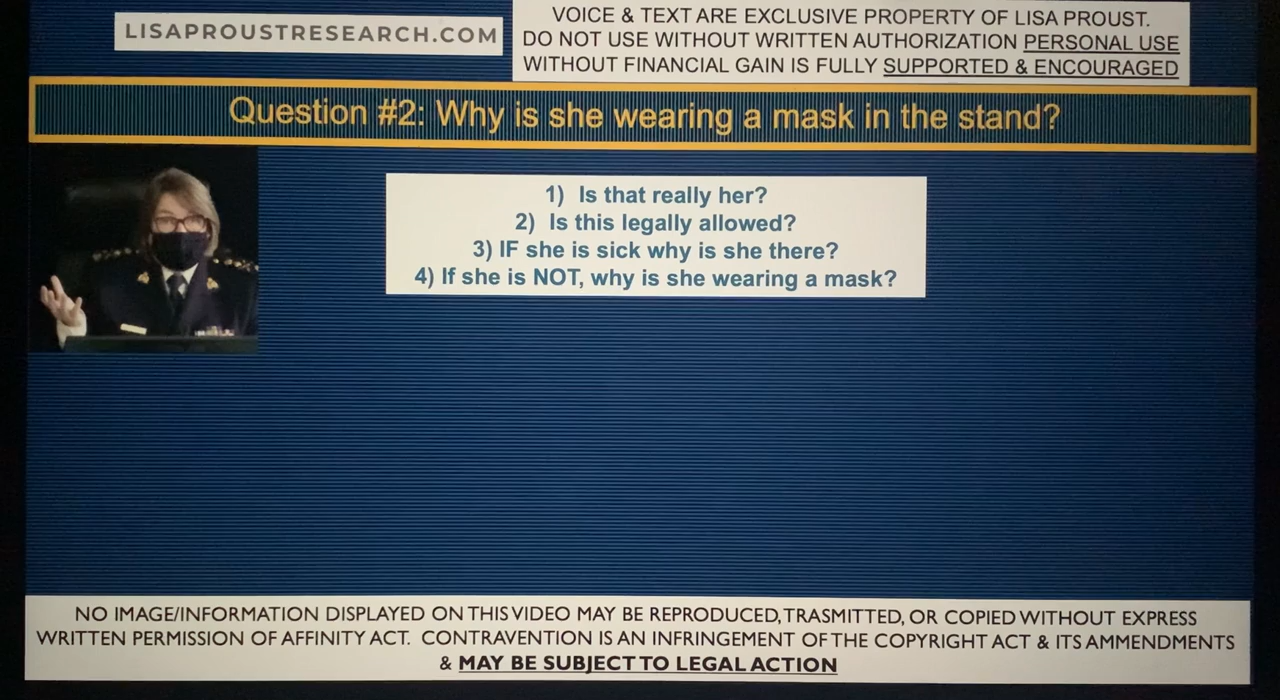 LISAPROUSTRESEARCH.COM
VOICE & TEXT ARE EXCLUSIVE PROPERTY OF LISA PROUST.
DO NOT USE WITHOUT WRITTEN AUTHORIZATION PERSONAL USE
WITHOUT FINANCIAL GAIN IS FULLY SUPPORTED & ENCOURAGED
Question #2: Why is she wearing a mask in the stand?
1) Is that really her?
2) Is this legally allowed?
3) IF she is sick why is she there?
4) If she is NOT, why is she wearing a mask?
NO IMAGE/INFORMATION DISPLAYED ON THIS VIDEO MAY BE REPRODUCED, TRASMITTED, OR COPIED WITHOUT EXPRESS
WRITTEN PERMISSION OF AFFINITY ACT. CONTRAVENTION IS AN INFRINGEMENT OF THE COPYRIGHT ACT & ITS AMMENDMENTS
& MAY BE SUBJECT TO LEGAL ACTION